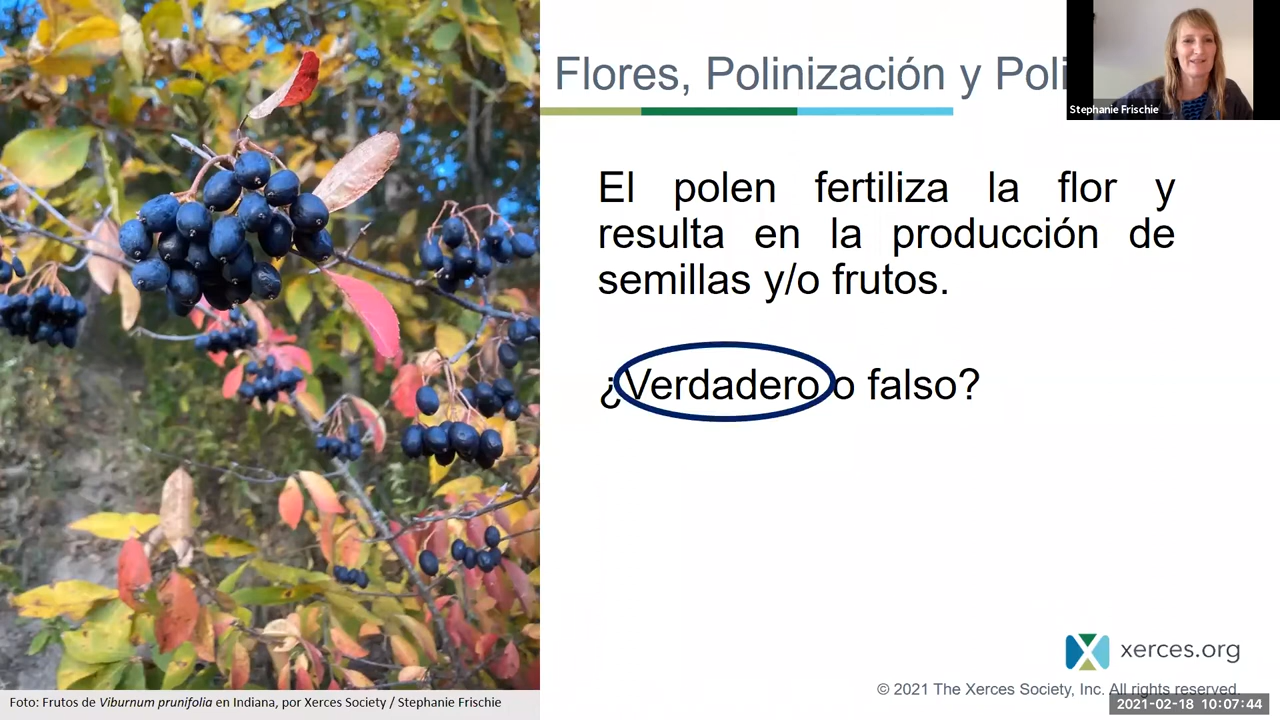 Flores, Polinización y Poli
Stephanie Frischie
El polen fertiliza la flor y
resulta en la producción de
semillas y/o frutos.
¿Verdadero o falso?
xerces.org
© 2021 The Xerces Society, Inc. All rights reserved.
2021-02-18 10:07:44
Foto: Frutos de Viburnum prunifolia en Indiana, por Xerces Society / Stephanie Frischie